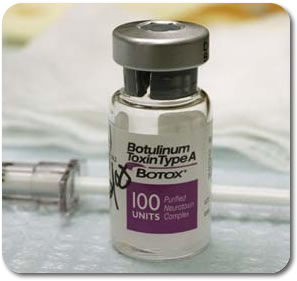 Botulinum
Toxin Type A
BOTOX®
100
UNITS
Purified
Neurotoxin
Complex